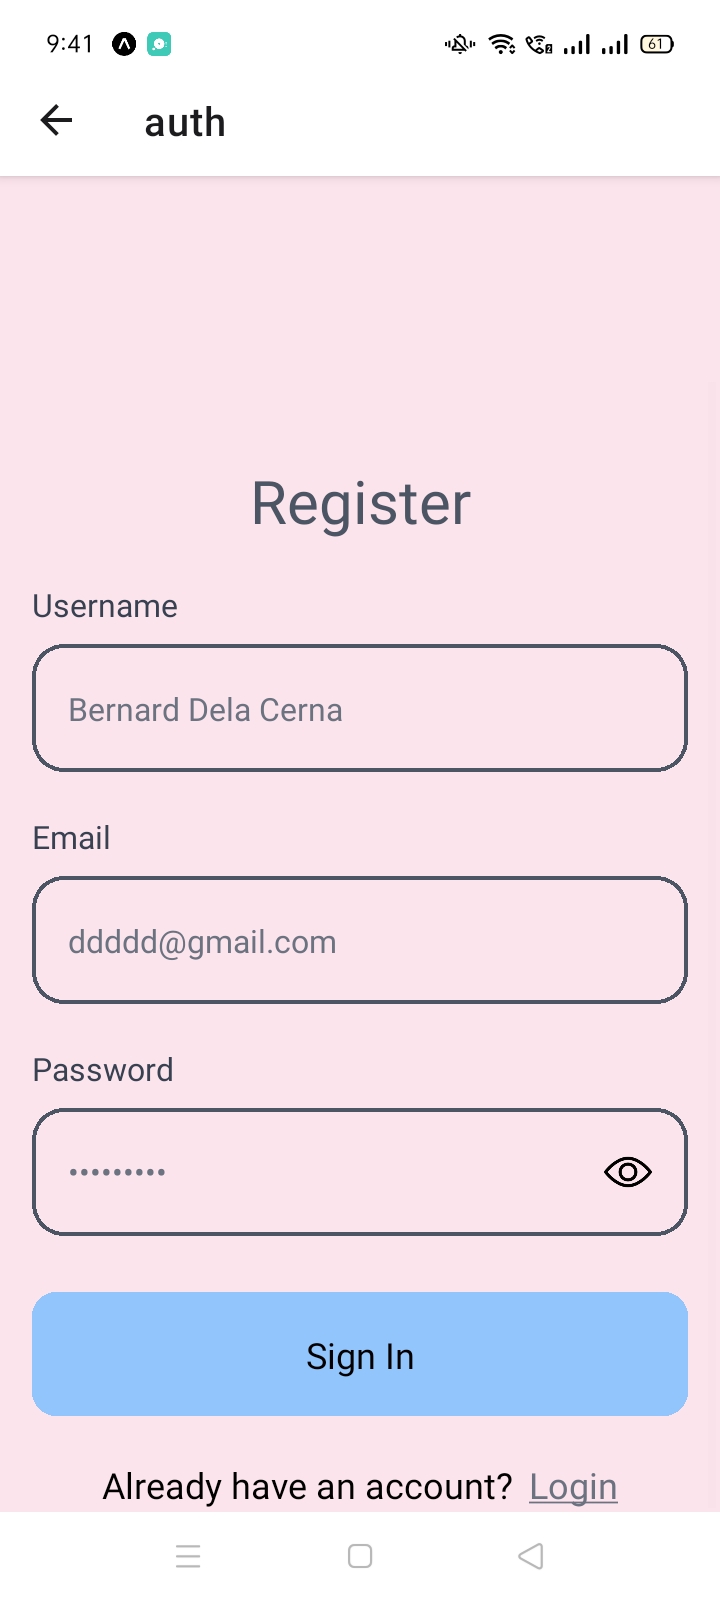 9:41
61
auth
Register
Username
Bernard Dela Cerna
Email
ddddd@gmail.com
Password
•••••••••
Sign In
Already have an account? Login